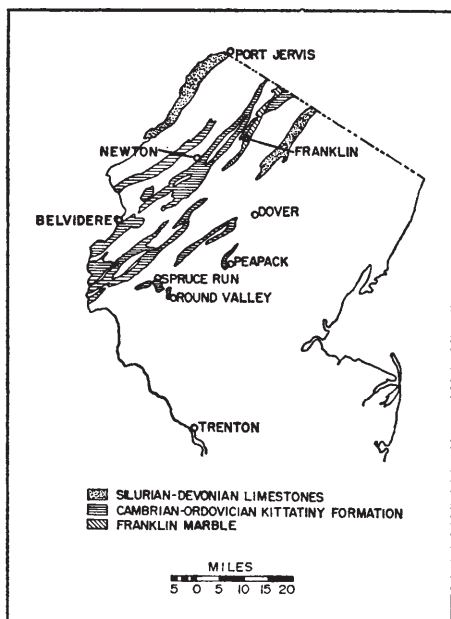 PORT JERVIS
NEWTON
FRANKLIN
BELVIDERE
DOVER
PEAPACK
SPRUCE RUN
ROUND VALLEY
TRENTON
SILURIAN-DEVONIAN LIMESTONES
CAMBRIAN-ORDOVICIAN KITTATINY FORMATION
FRANKLIN MARBLE
MILES
5 0 5 10 15 20